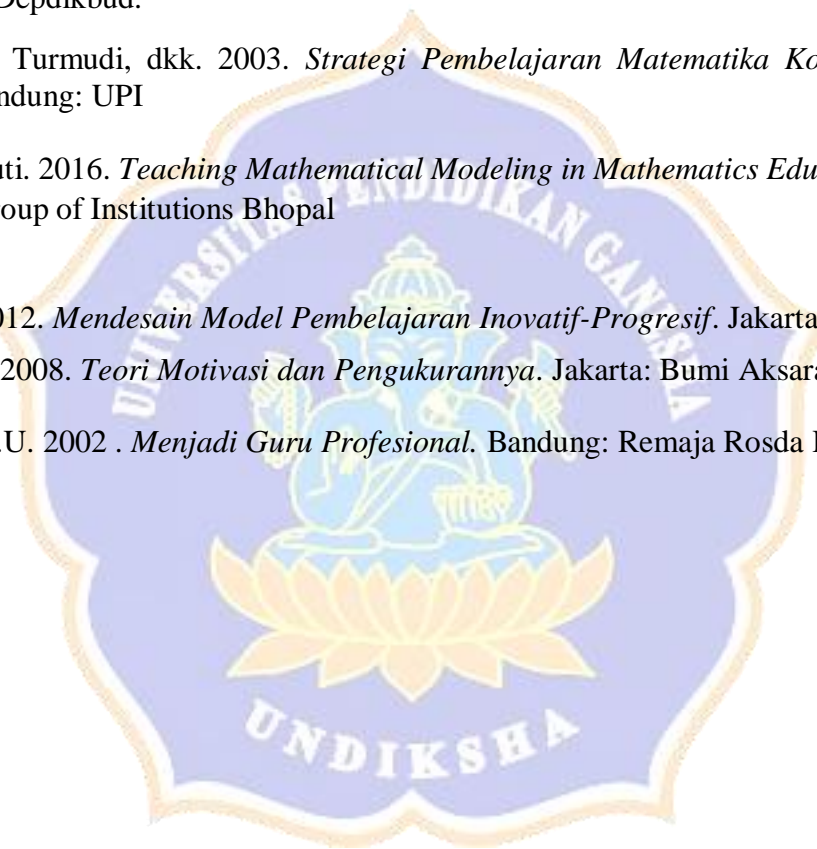 Depdikbud.
Turmudi, dkk. 2003. Strategi Pembelajaran Matematika Ko
ndung: UPI
uti. 2016. Teaching Mathematical Modeling in Mathematics Edu
roup of Institutions Bhopal
012. Mendesain Model Pembelajaran Inovatif-Progresif. Jakarta
2008. Teori Motivasi dan Pengukurannya. Jakarta: Bumi Aksara
.U. 2002 . Menjadi Guru Profesional. Bandung: Remaja Rosda
UNIVERSITAS PENDIDIKAN GANESHA
UNDIKSHA